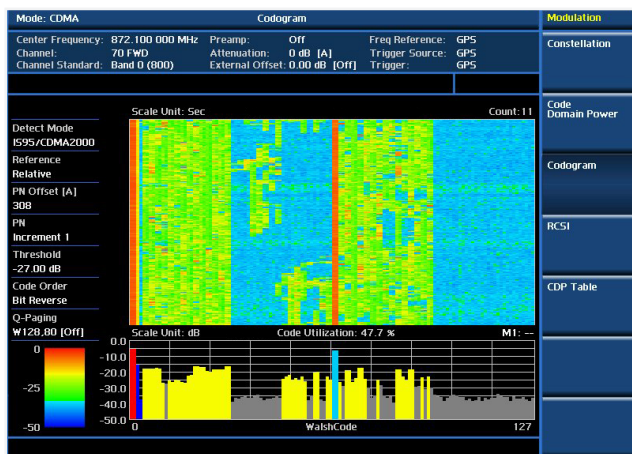 Mode: CDMA Codogram Modulation
Center Frequency: 872.100 000 MHz Preamp: Off Freq Reference: GPS
Channel: 70 FWD Attenuation: 0 dB [A] Trigger Source: GPS
Channel Standard: Band 0 (800) External Offset: 0.00 dB [Off] Trigger: GPS
Constellation
Code
Domain Power
Codogram
RCSI
CDP Table
Scale Unit: Sec Count: 11
Detect Mode
IS95/CDMA2000
Reference
Relative
PN Offset [A]
308
PN
Increment 1
Threshold
-27.00 dB
Code Order
Bit Reverse
Q-Paging
W128,80 [Off]
Scale Unit: dB Code Utilization: 47.7 % M1: --
0
-25
-50
0.0
-10.0
-20.0
-30.0
-40.0
-50.0
0 WalshCode 127